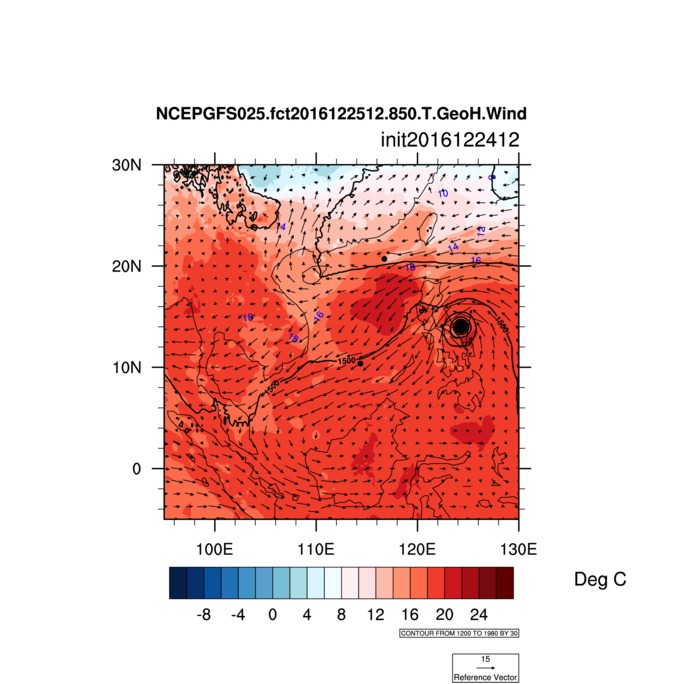 NCEPGFS025.fct2016122512.850.T.GeoH.Wind
init2016122412
30N
10
4
12
14
20N
16
16
18
16
18
1500
10N
1500
0
100E 110E 120E 130E
Deg C
-8 -4 0 4 8 12 16 20 24
CONTOUR FROM 1200 TO 1980 BY 30
15
Reference Vector